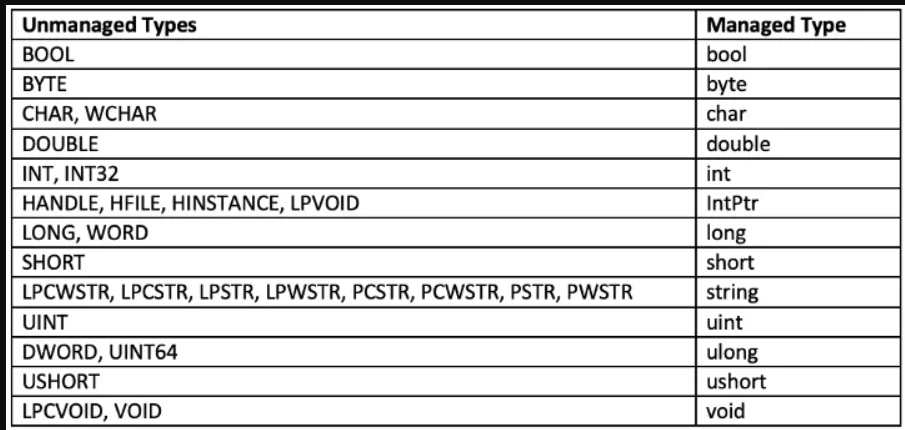 Unmanaged Types Managed Type
BOOL bool
BYTE byte
CHAR, WCHAR char
DOUBLE double
INT, INT32 int
HANDLE, HFILE, HINSTANCE, LPVOID IntPtr
LONG, WORD long
SHORT short
LPCWSTR, LPCSTR, LPSTR, LPWSTR, PCSTR, PCWSTR, PSTR, PWSTR string
UINT uint
DWORD, UINT64 ulong
USHORT ushort
LPCVOID, VOID void